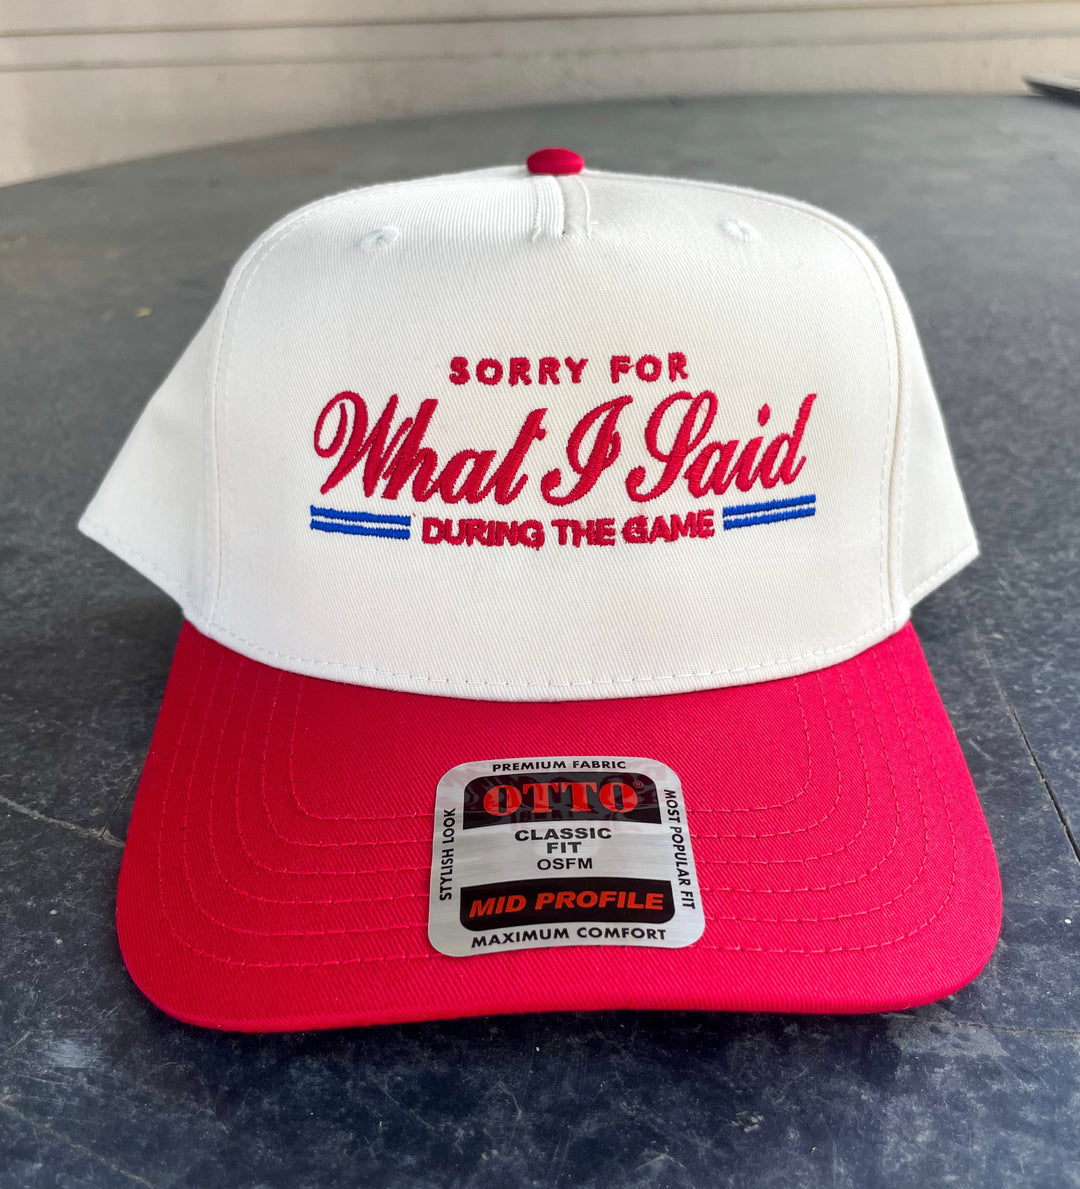 SORRY FOR
What I Said
DURING THE GAME
PREMIUM FABRIC
OTTO®
STYLISH LOOK
CLASSIC
FIT
OSFM
MOST POPULAR FIT
MID PROFILE
MAXIMUM COMFORT